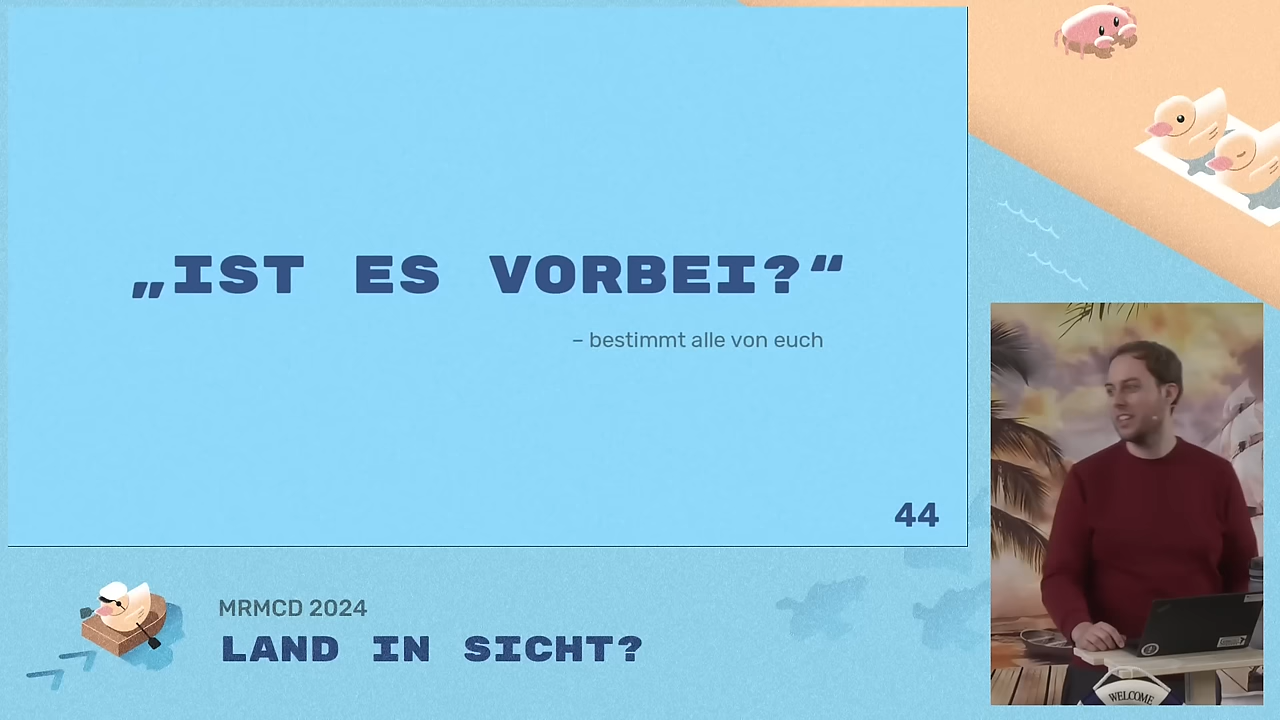 „IST ES VORBEI?“
– bestimmt alle von euch
44
MRMCD 2024
LAND IN SICHT?
WELCOME